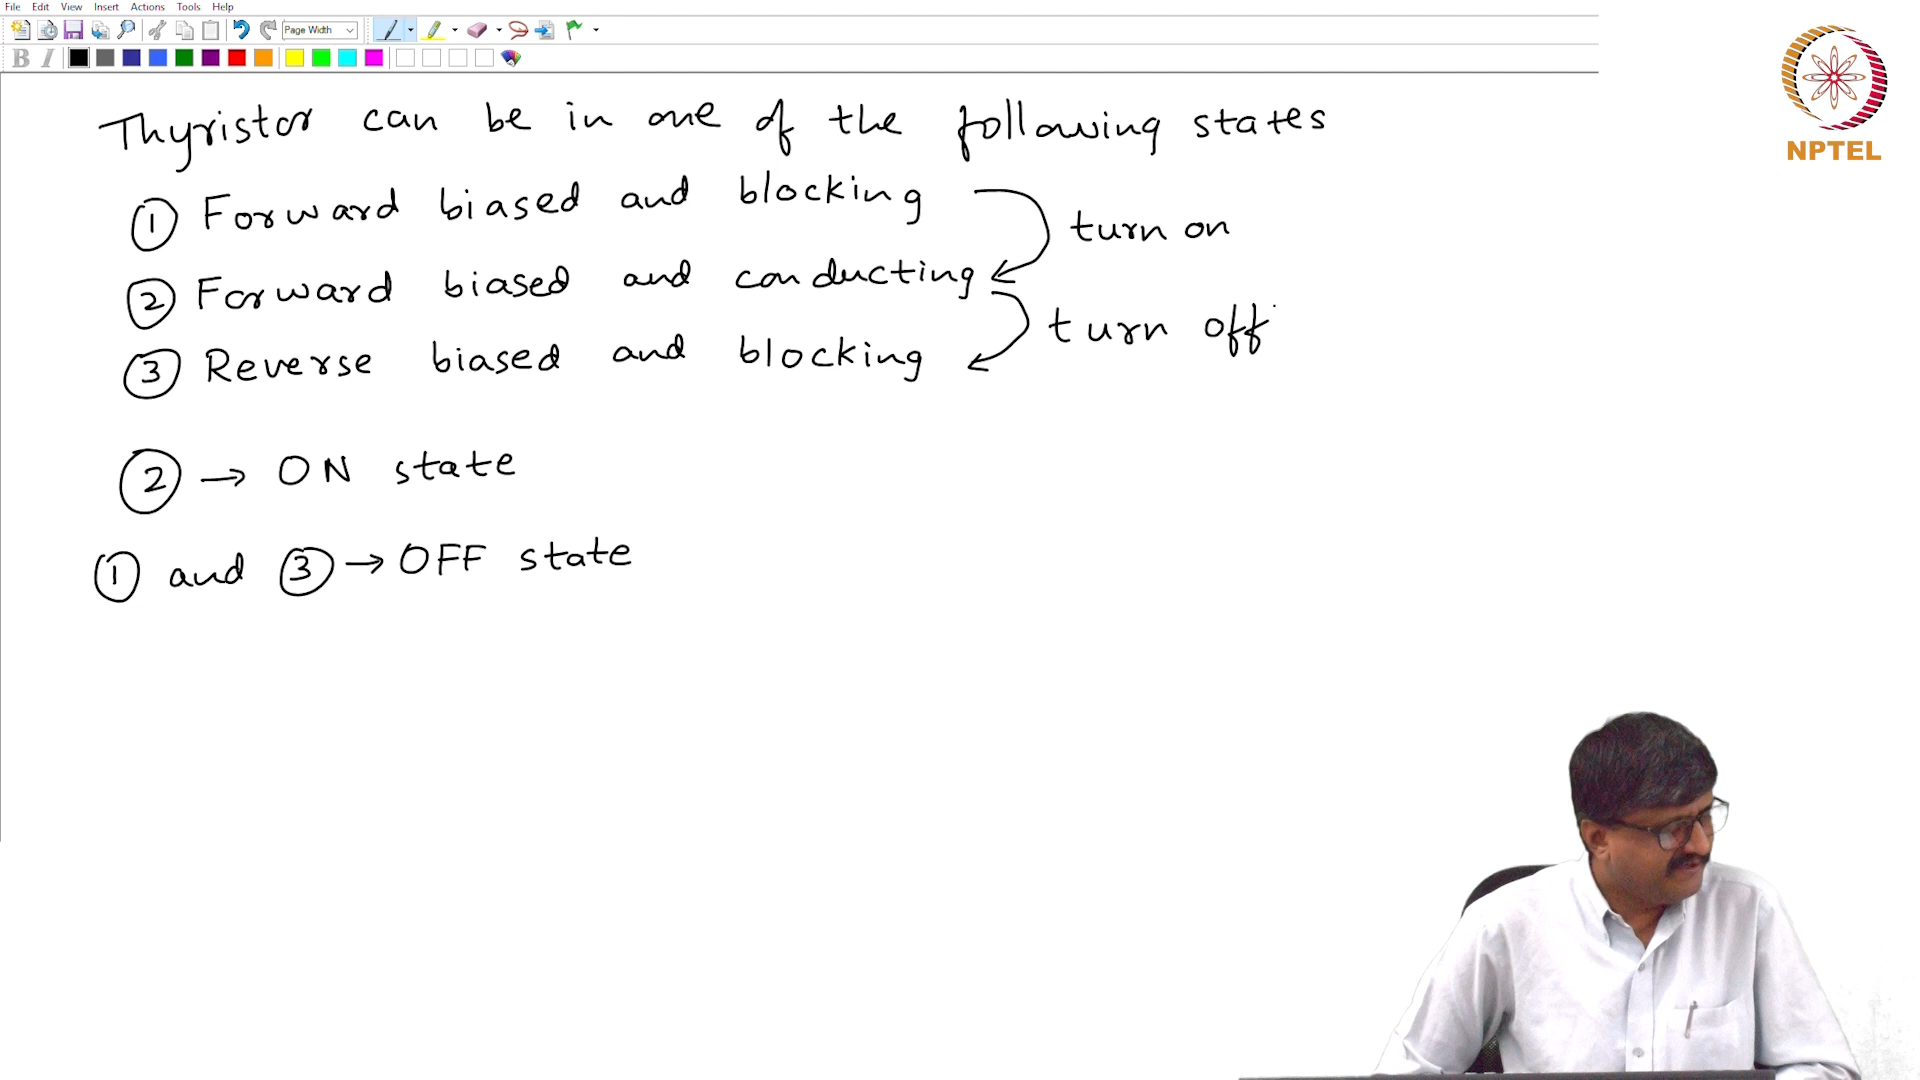 File Edit View Insert Actions Tools Help
Page Width
B I
NPTEL
Thyristor can be in one of the following states
① Forward biased and blocking
turn on
② Forward biased and conducting
turn off
③ Reverse biased and blocking
② → ON state
① and ③ → OFF state